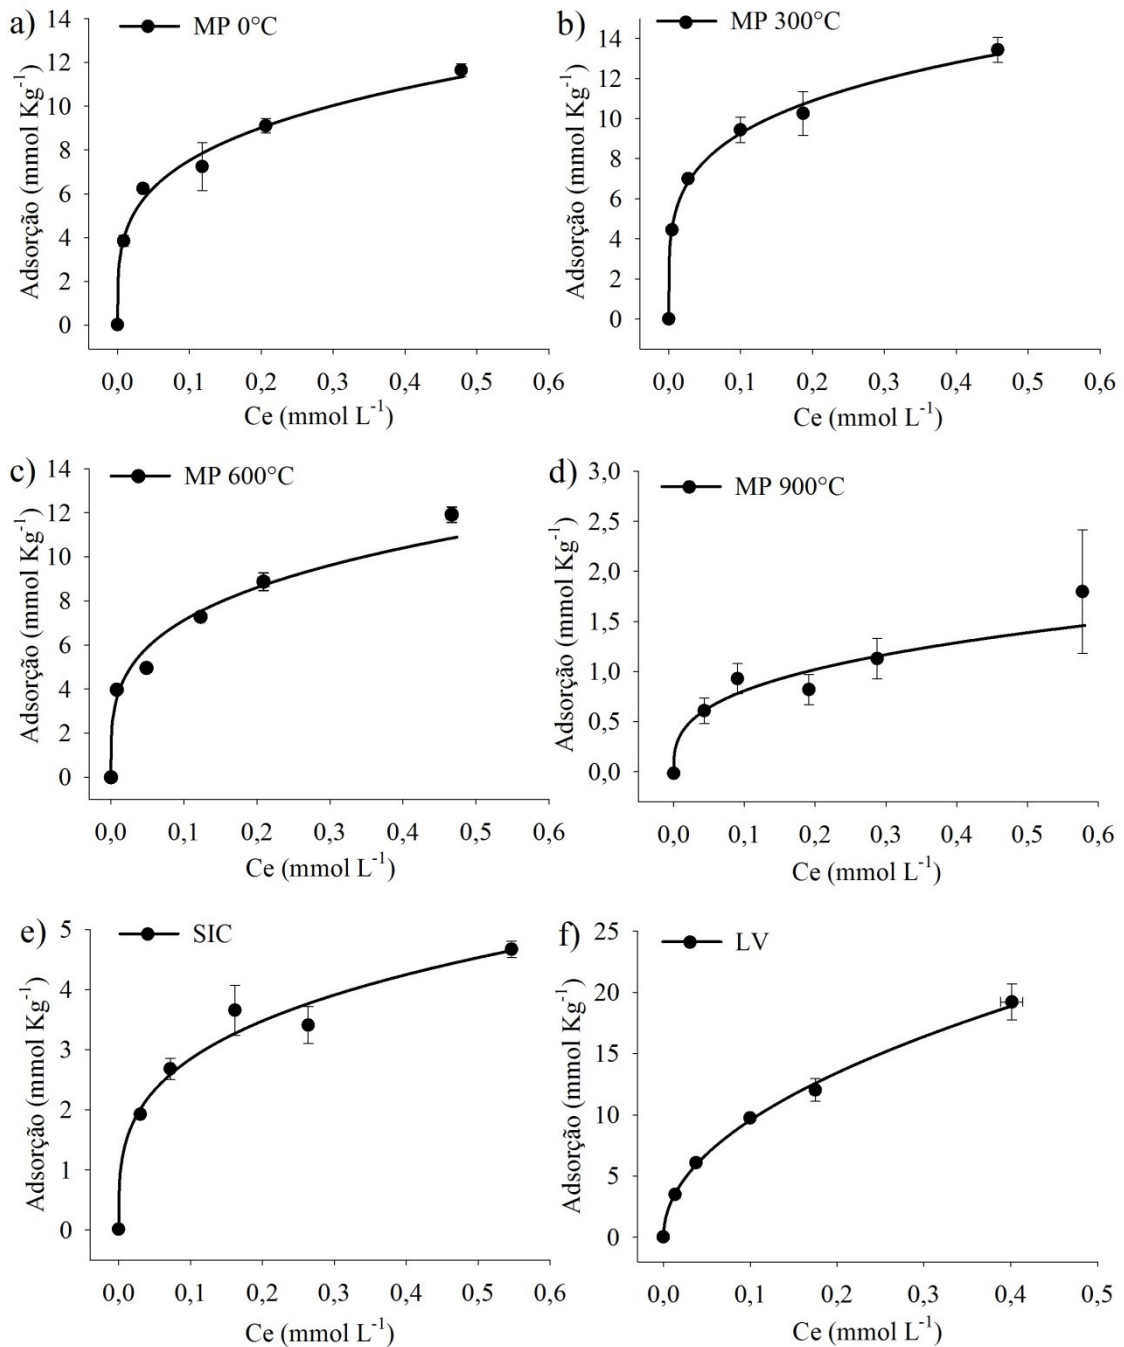 a)
MP 0°C
14
12
10
8
6
4
2
0
Adsorção (mmol Kg⁻¹)
0,0 0,1 0,2 0,3 0,4 0,5 0,6
Ce (mmol L⁻¹)
b)
MP 300°C
14
12
10
8
6
4
2
0
Adsorção (mmol Kg⁻¹)
0,0 0,1 0,2 0,3 0,4 0,5 0,6
Ce (mmol L⁻¹)
c)
MP 600°C
14
12
10
8
6
4
2
0
Adsorção (mmol Kg⁻¹)
0,0 0,1 0,2 0,3 0,4 0,5 0,6
Ce (mmol L⁻¹)
d)
MP 900°C
3,0
2,5
2,0
1,5
1,0
0,5
0,0
Adsorção (mmol Kg⁻¹)
0,0 0,1 0,2 0,3 0,4 0,5 0,6
Ce (mmol L⁻¹)
e)
SIC
5
4
3
2
1
0
Adsorção (mmol Kg⁻¹)
0,0 0,1 0,2 0,3 0,4 0,5 0,6
Ce (mmol L⁻¹)
f)
LV
25
20
15
10
5
0
Adsorção (mmol Kg⁻¹)
0,0 0,1 0,2 0,3 0,4 0,5
Ce (mmol L⁻¹)